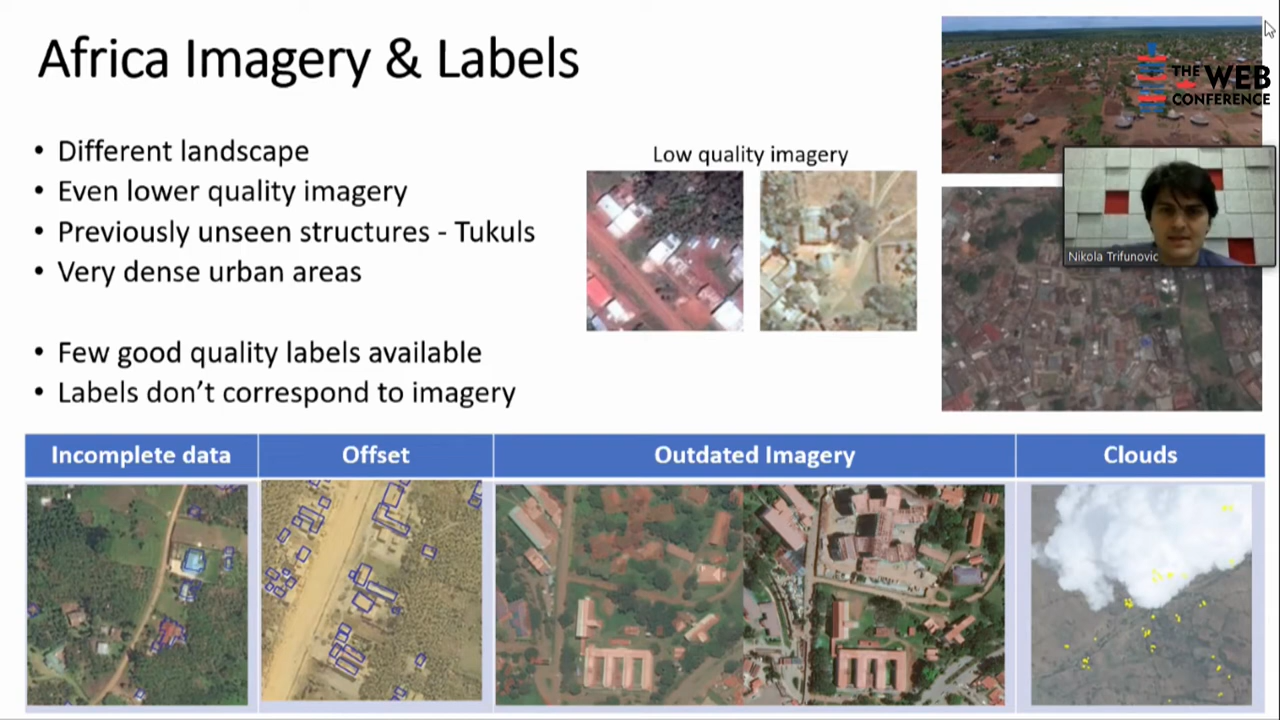 Africa Imagery & Labels
THE WEB
CONFERENCE
• Different landscape
• Even lower quality imagery
• Previously unseen structures - Tukuls
• Very dense urban areas
• Few good quality labels available
• Labels don't correspond to imagery
Low quality imagery
Nikola Trifunovic
Incomplete data
Offset
Outdated Imagery
Clouds